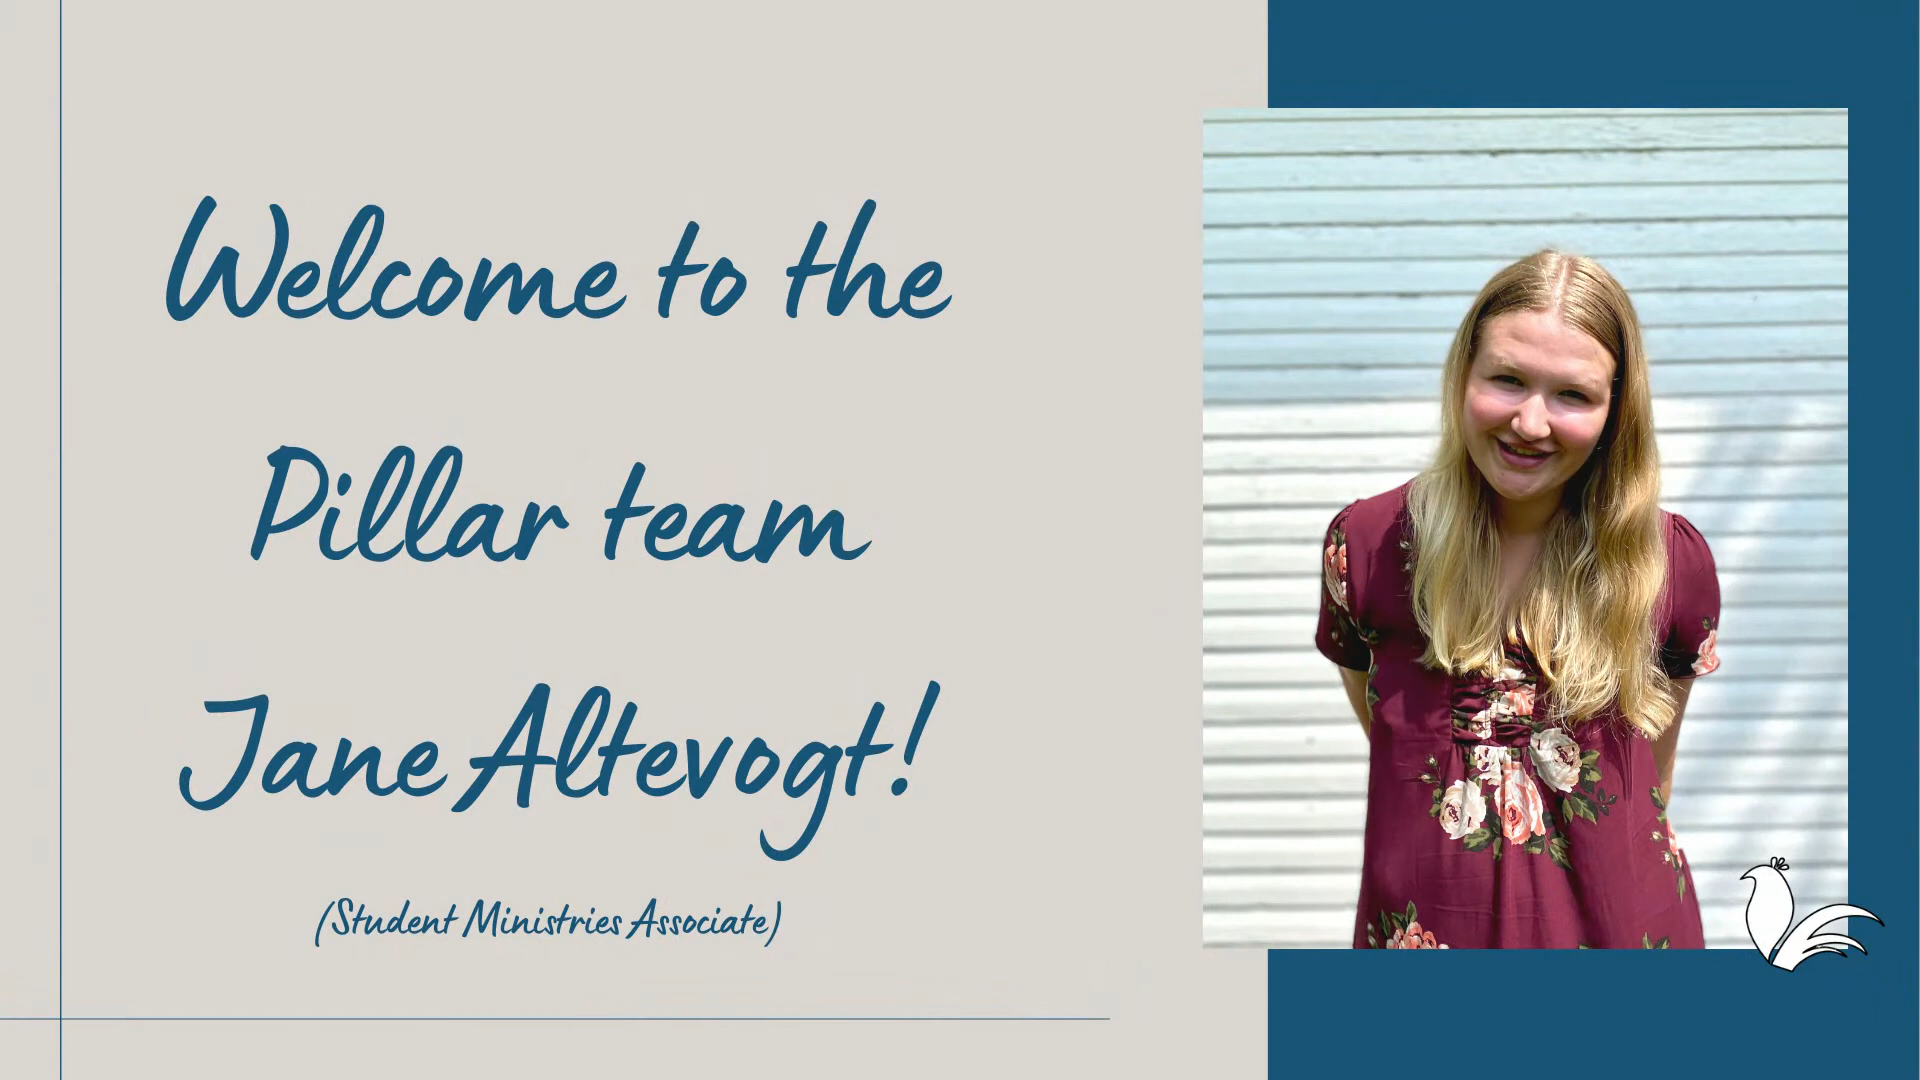 Welcome to the
Pillar team
Jane Altevogt!
(Student Ministries Associate)